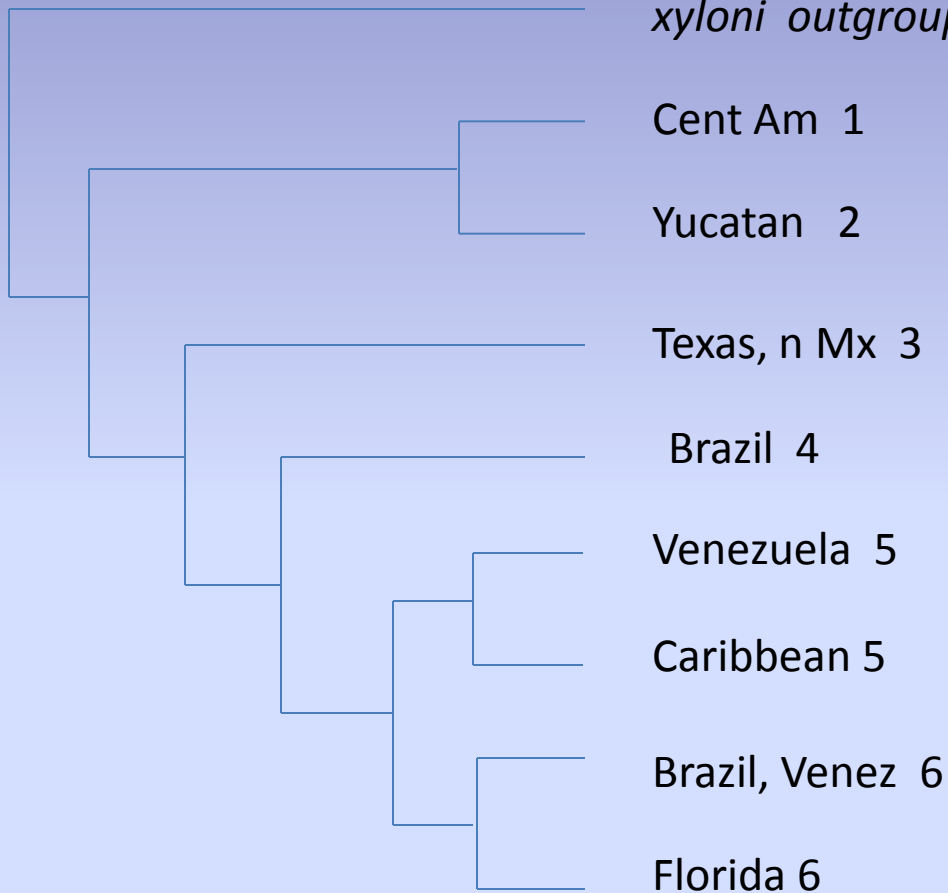 xyloni outgroup
Cent Am 1
Yucatan 2
Texas, n Mx 3
Brazil 4
Venezuela 5
Caribbean 5
Brazil, Venez 6
Florida 6